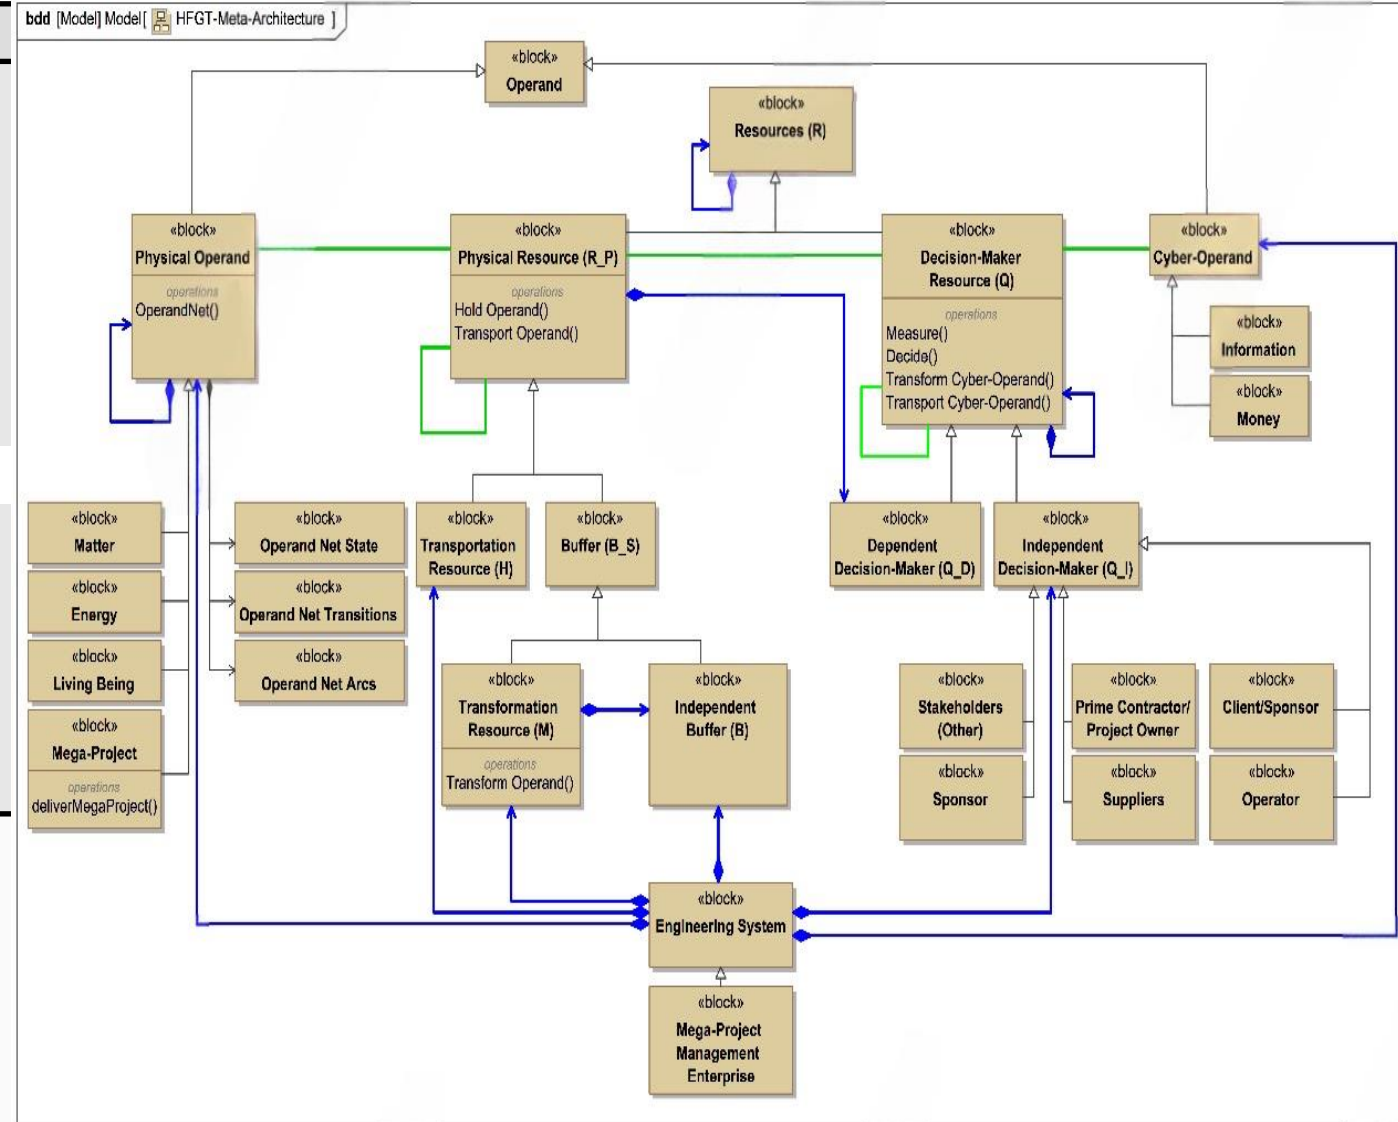 bdd [Model] Model[ HFGT-Meta-Architecture ]
«block»
Operand
«block»
Resources (R)
«block»
Physical Operand
operations
OperandNet()
«block»
Physical Resource (R_P)
operations
Hold Operand()
Transport Operand()
«block»
Decision-Maker
Resource (Q)
operations
Measure()
Decide()
Transform Cyber-Operand()
Transport Cyber-Operand()
«block»
Cyber-Operand
«block»
Information
«block»
Money
«block»
Matter
«block»
Energy
«block»
Living Being
«block»
Mega-Project
operations
deliverMegaProject()
«block»
Operand Net State
«block»
Operand Net Transitions
«block»
Operand Net Arcs
«block»
Transportation
Resource (H)
«block»
Buffer (B_S)
«block»
Dependent
Decision-Maker (Q_D)
«block»
Independent
Decision-Maker (Q_I)
«block»
Transformation
Resource (M)
operations
Transform Operand()
«block»
Independent
Buffer (B)
«block»
Stakeholders
(Other)
«block»
Sponsor
«block»
Prime Contractor/
Project Owner
«block»
Suppliers
«block»
Client/Sponsor
«block»
Operator
«block»
Engineering System
«block»
Mega-Project
Management
Enterprise